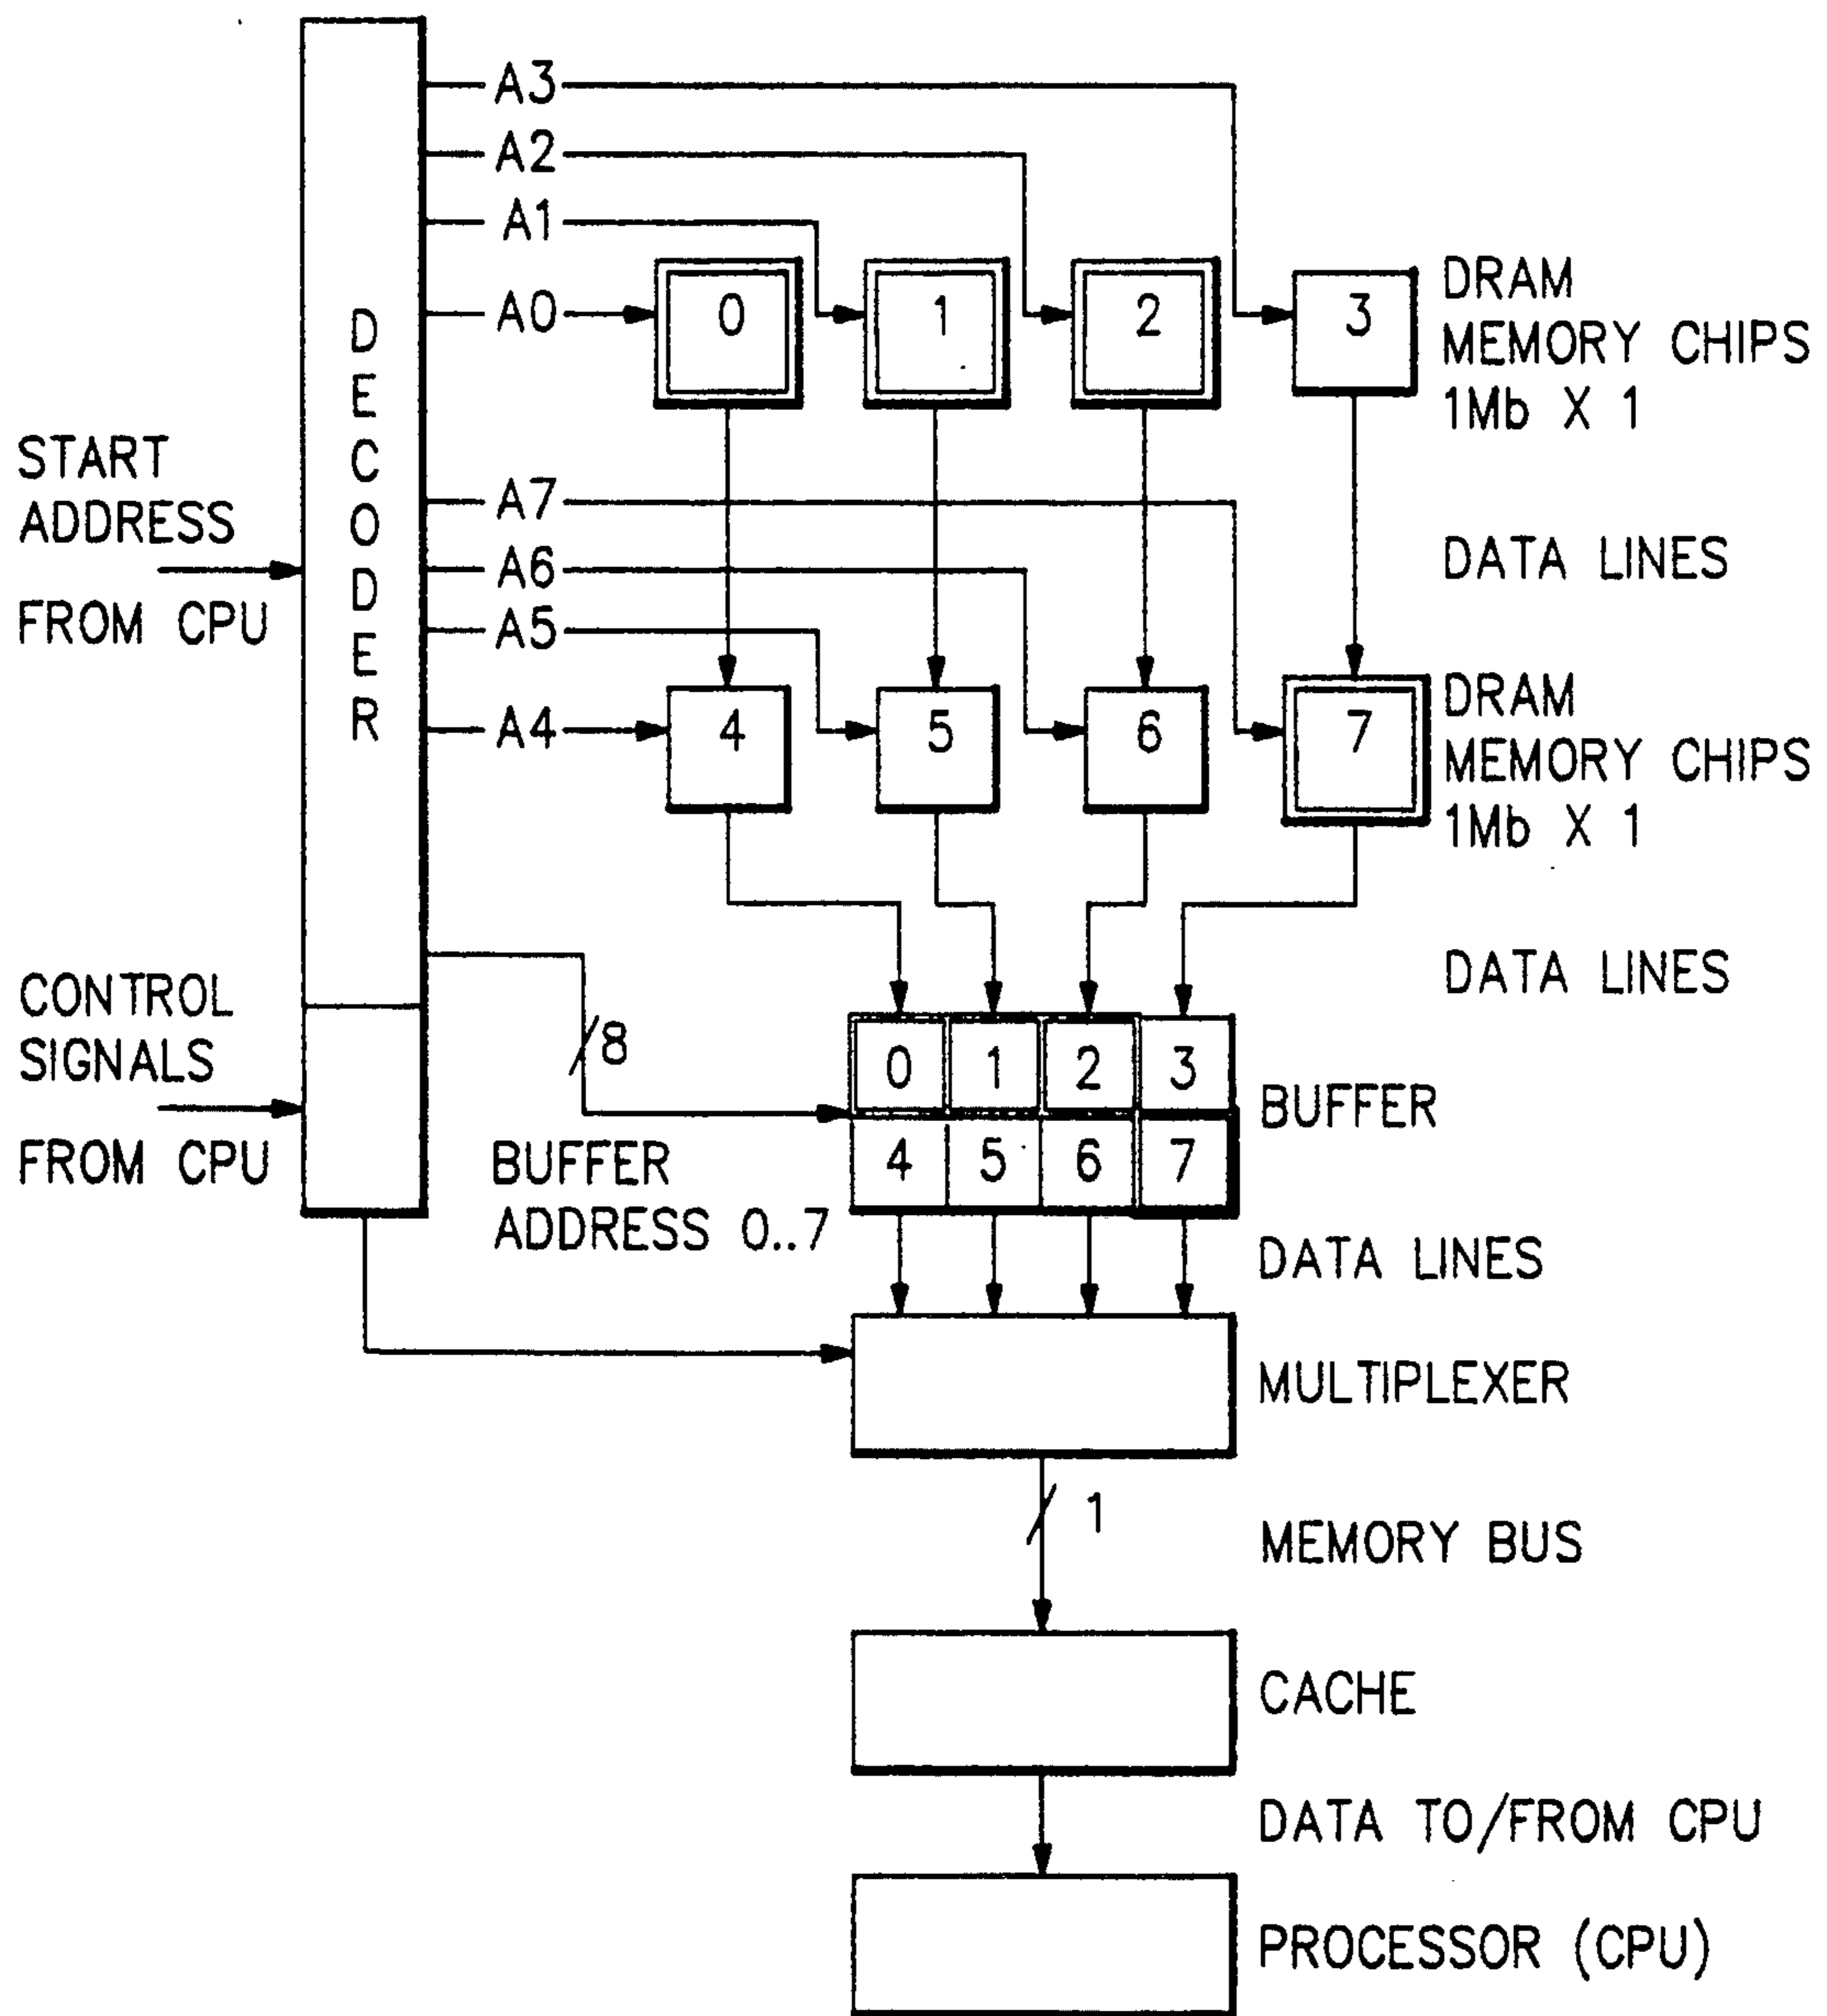 A3
A2
A1
A0
0
1
2
3
DRAM
MEMORY CHIPS
1Mb X 1
DECODER
START
ADDRESS
FROM CPU
A7
A6
A5
A4
DATA LINES
4
5
6
7
DRAM
MEMORY CHIPS
1Mb X 1
DATA LINES
CONTROL
SIGNALS
FROM CPU
/8
BUFFER
ADDRESS 0..7
0 1 2 3
4 5 6 7
BUFFER
DATA LINES
MULTIPLEXER
/ 1
MEMORY BUS
CACHE
DATA TO/FROM CPU
PROCESSOR (CPU)